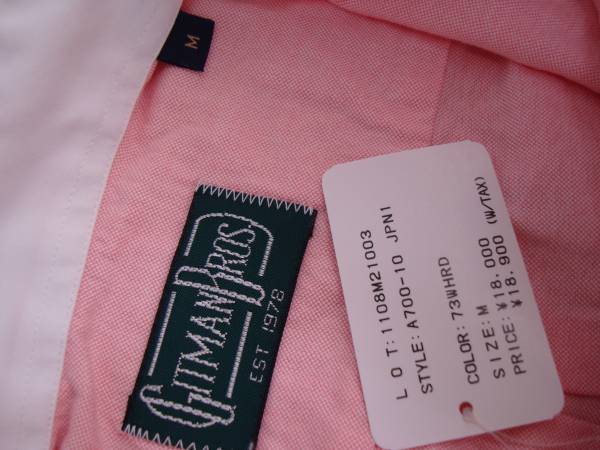 M
GITMAN BROS
EST 1978
L O T: 1108M21003
STYLE: A700-10 JPN1
COLOR: 73WHRD
SIZE: M
PRICE: ¥18.000
¥18.900 (W/TAX)